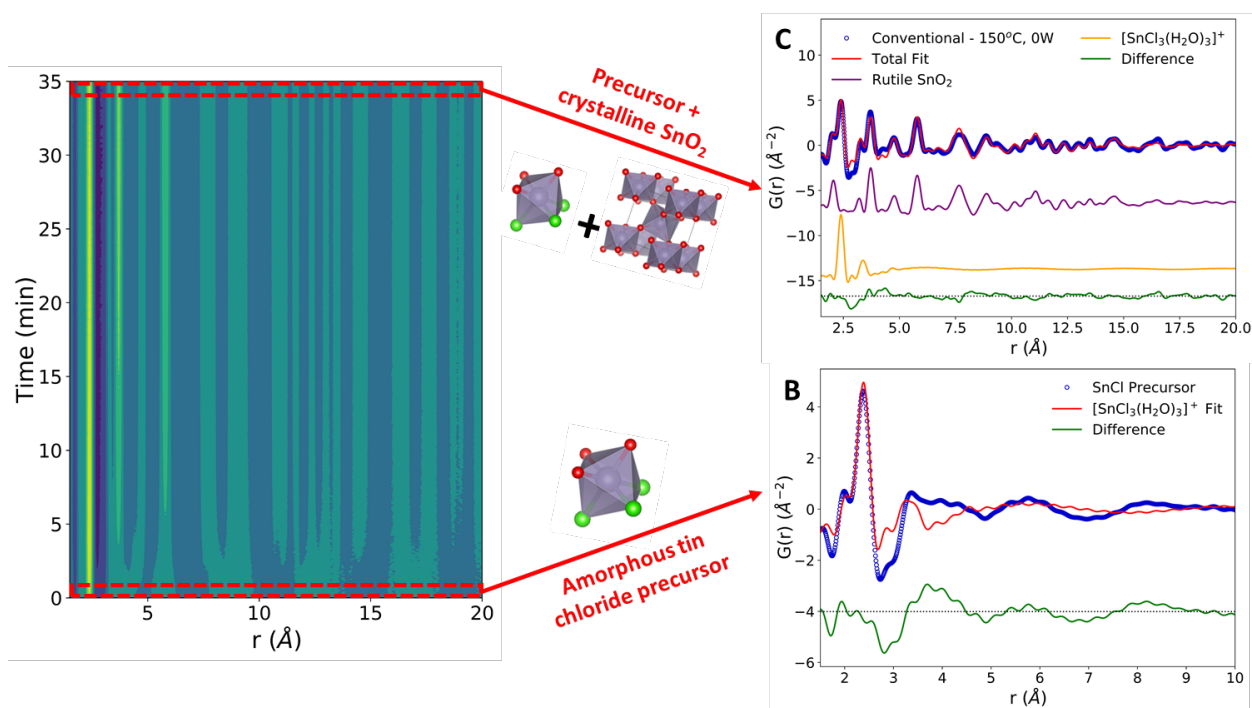 35
30
25
20
15
10
5
0
Time (min)
5
10
15
20
r (Å)
Precursor +
crystalline SnO2
+
Amorphous tin
chloride precursor
C
Conventional - 150°C, 0W
Total Fit
Rutile SnO₂
[SnCl₃(H₂O)₃]⁺
Difference
10
5
0
−5
−10
−15
G(r) (Å⁻²)
2.5
5.0
7.5
10.0
12.5
15.0
17.5
20.0
r (Å)
B
SnCl Precursor
[SnCl₃(H₂O)₃]⁺ Fit
Difference
4
2
0
−2
−4
−6
G(r) (Å⁻²)
2
3
4
5
6
7
8
9
10
r (Å)